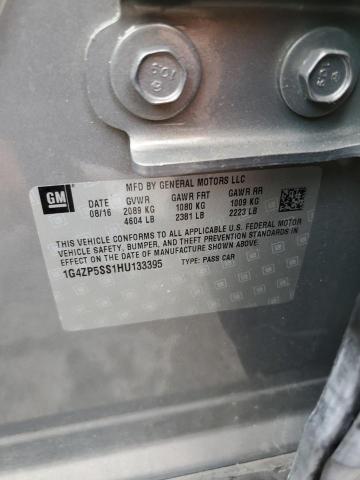 GM
MFD BY GENERAL MOTORS LLC
DATE GVWR GAWR FRT GAWR RR
08/16 2089 KG 1080 KG 1009 KG
4604 LB 2381 LB 2223 LB
THIS VEHICLE CONFORMS TO ALL APPLICABLE U.S. FEDERAL
VEHICLE SAFETY, BUMPER, AND THEFT PREVENTION STANDARDS
IN EFFECT ON THE DATE OF MANUFACTURE SHOWN ABOVE.
1G4ZP5SS1HU133395 TYPE: PASS CAR